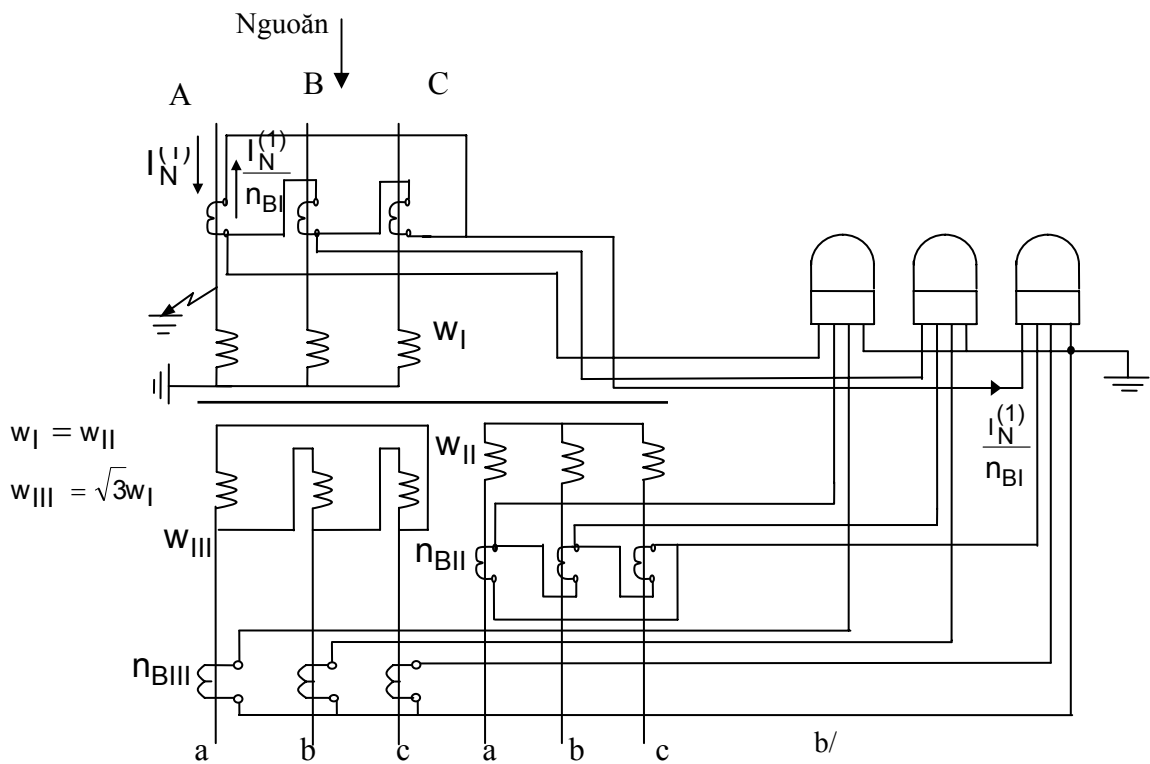 Nguoăn
A B C
I_N^(1)
I_N^(1)/n_BI
w_I
w_I = w_II
w_III = √3w_I
w_II
I_N^(1)/n_BI
w_III
n_BII
n_BIII
a b c a b c
b/